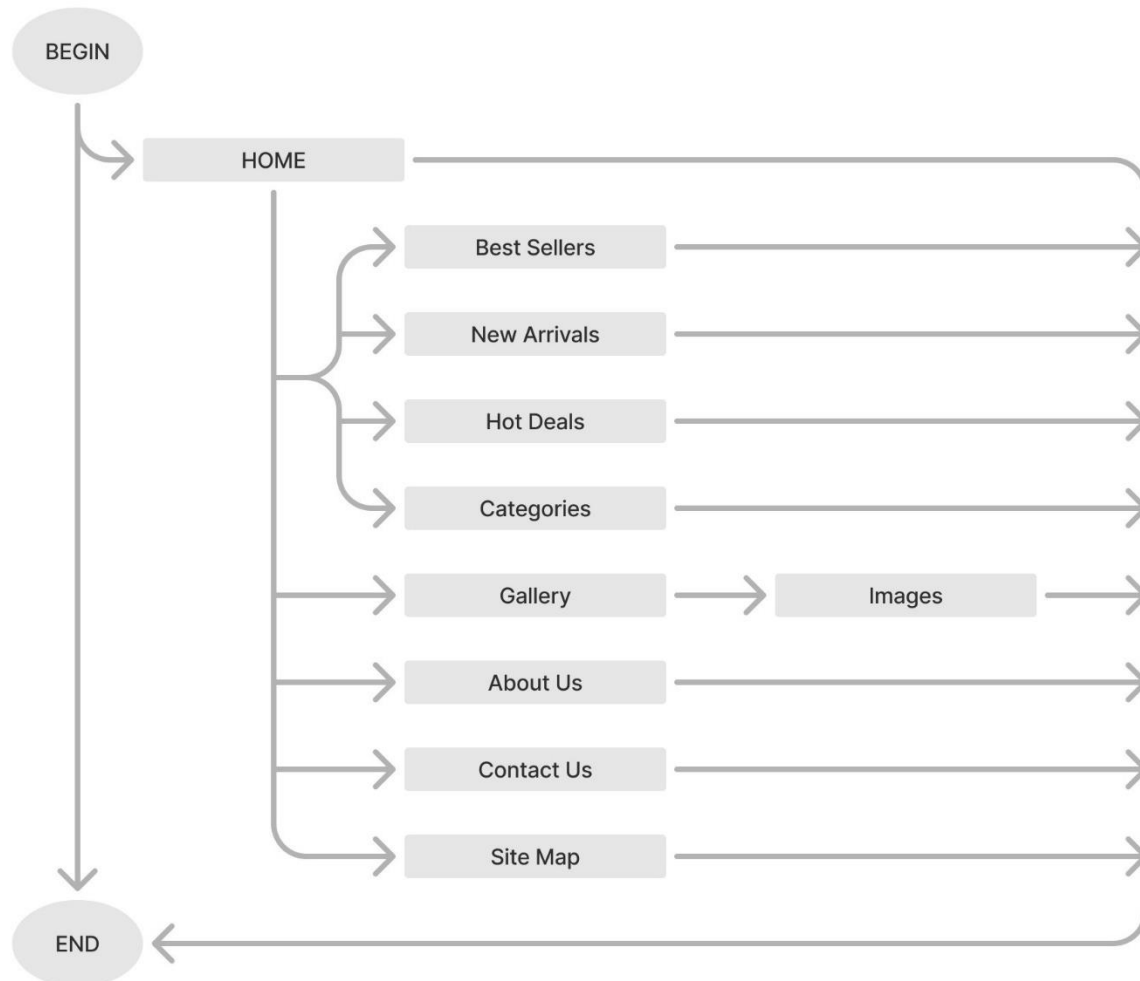 BEGIN
HOME
Best Sellers
New Arrivals
Hot Deals
Categories
Gallery
Images
About Us
Contact Us
Site Map
END